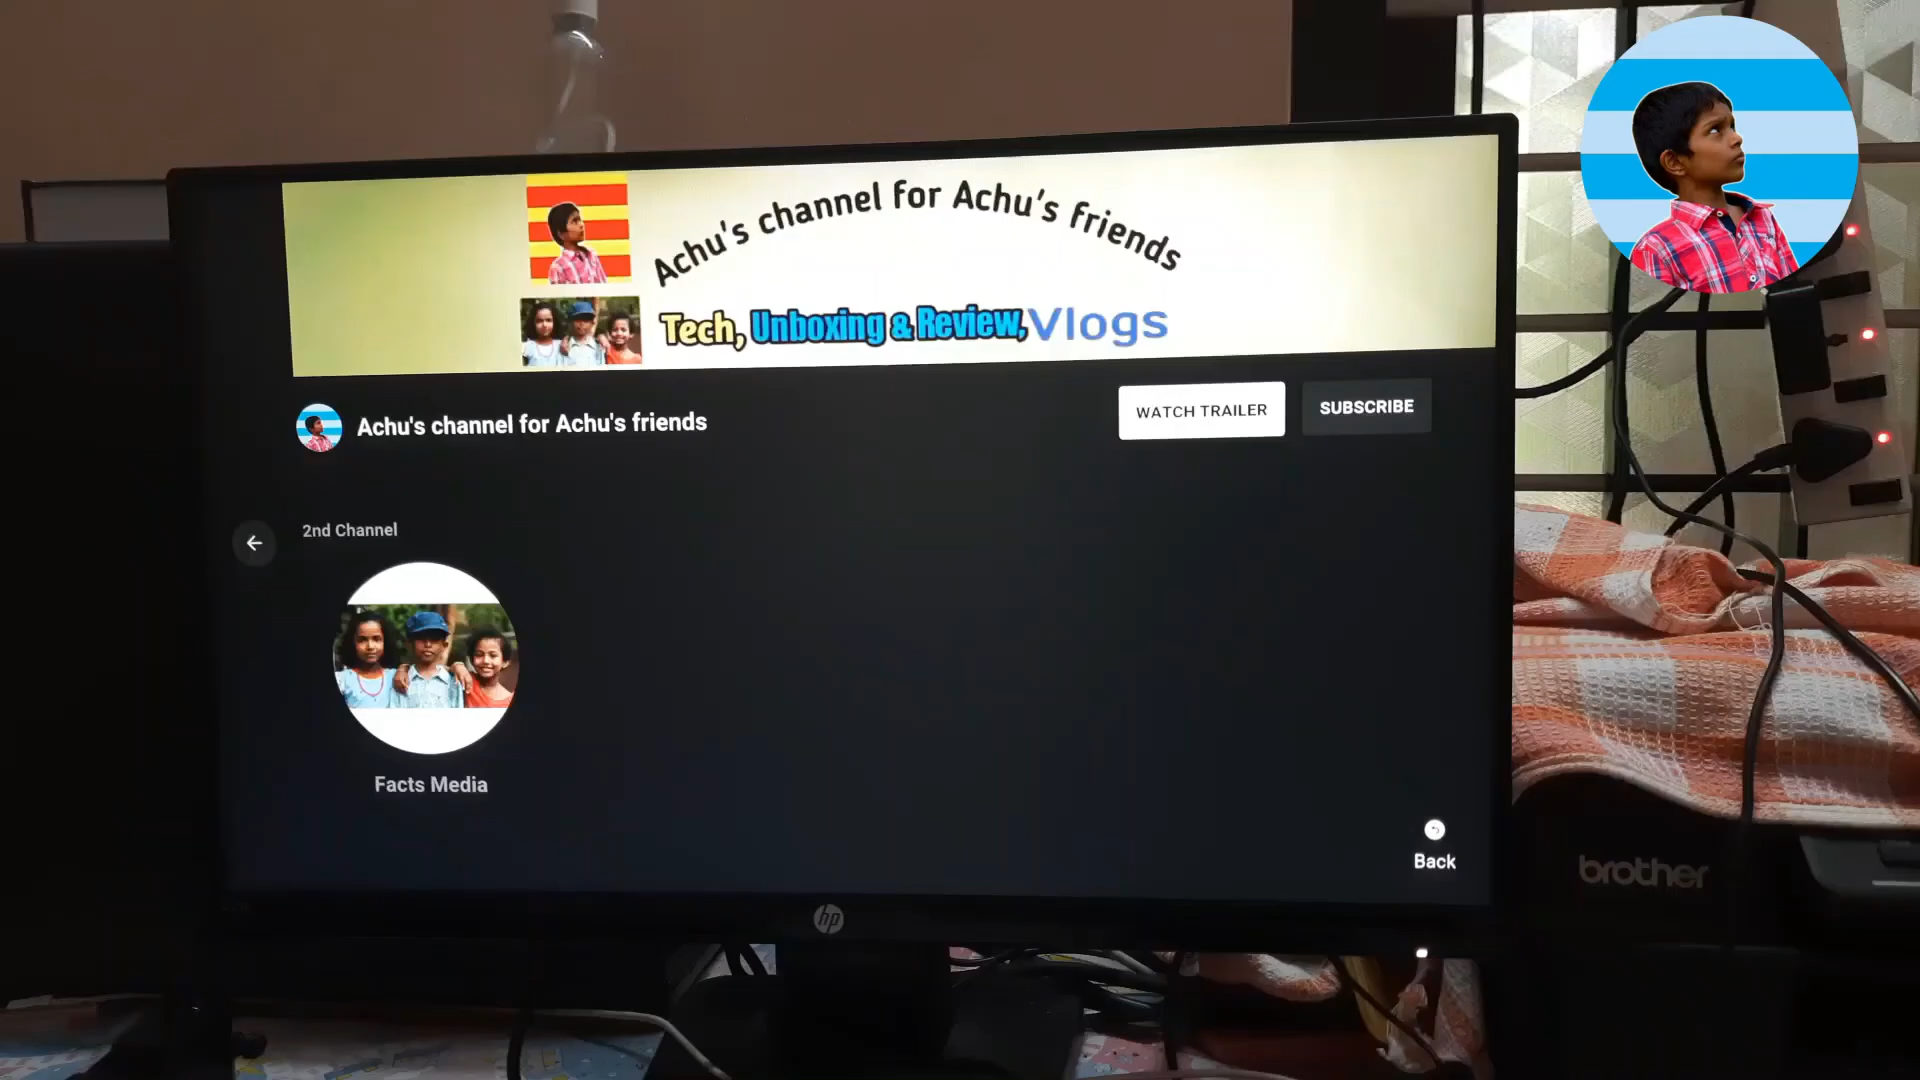 Achu's channel for Achu's friends
Tech, Unboxing & Review, Vlogs
Achu's channel for Achu's friends
WATCH TRAILER
SUBSCRIBE
2nd Channel
Facts Media
Back
hp
brother